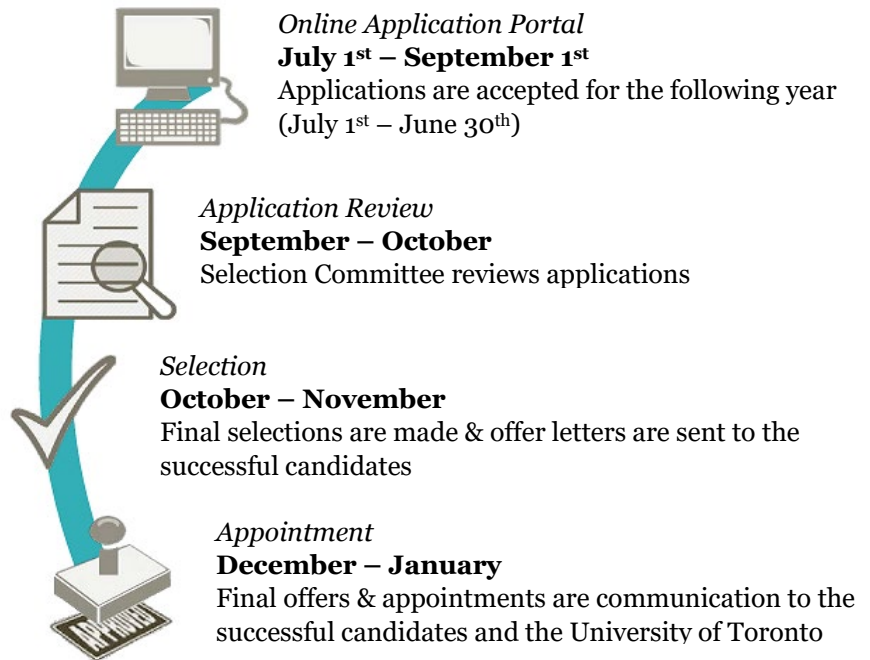 Online Application Portal
July 1st – September 1st
Applications are accepted for the following year
(July 1st – June 30th)
Application Review
September – October
Selection Committee reviews applications
Selection
October – November
Final selections are made & offer letters are sent to the
successful candidates
Appointment
December – January
Final offers & appointments are communication to the
successful candidates and the University of Toronto
APPROVED